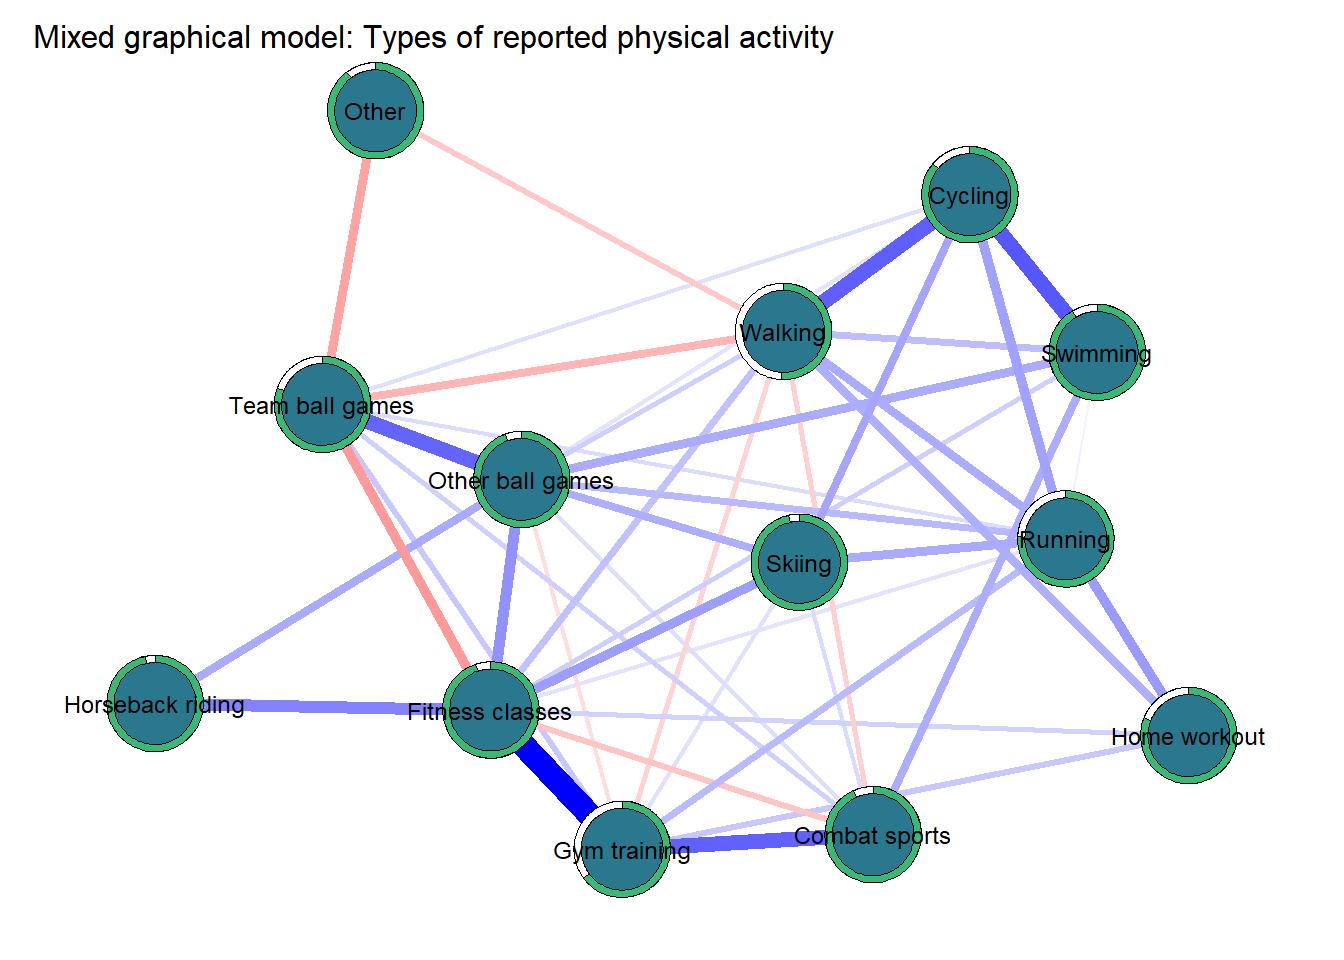 Mixed graphical model: Types of reported physical activity
Other
Cycling
Walking
Swimming
Team ball games
Other ball games
Running
Skiing
Horseback riding
Fitness classes
Home workout
Combat sports
Gym training